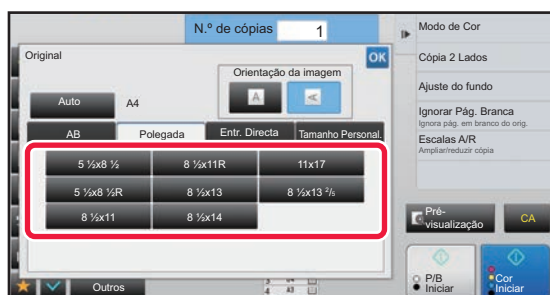 N.º de cópias 1
Original
OK
Orientação da imagem
A A
Auto A4
AB Polegada Entr. Directa Tamanho Personal.
5 ½x8 ½ 8 ½x11R 11x17
5 ½x8 ½R 8 ½x13 8 ½x13 ²/₅
8 ½x11 8 ½x14
Outros
Modo de Cor
Cópia 2 Lados
Ajuste do fundo
Ignorar Pág. Branca
Ignora pág. em branco do orig.
Escalas A/R
Ampliar/reduzir cópia
Pré-
visualização
CA
P/B
Iniciar
Cor
Iniciar